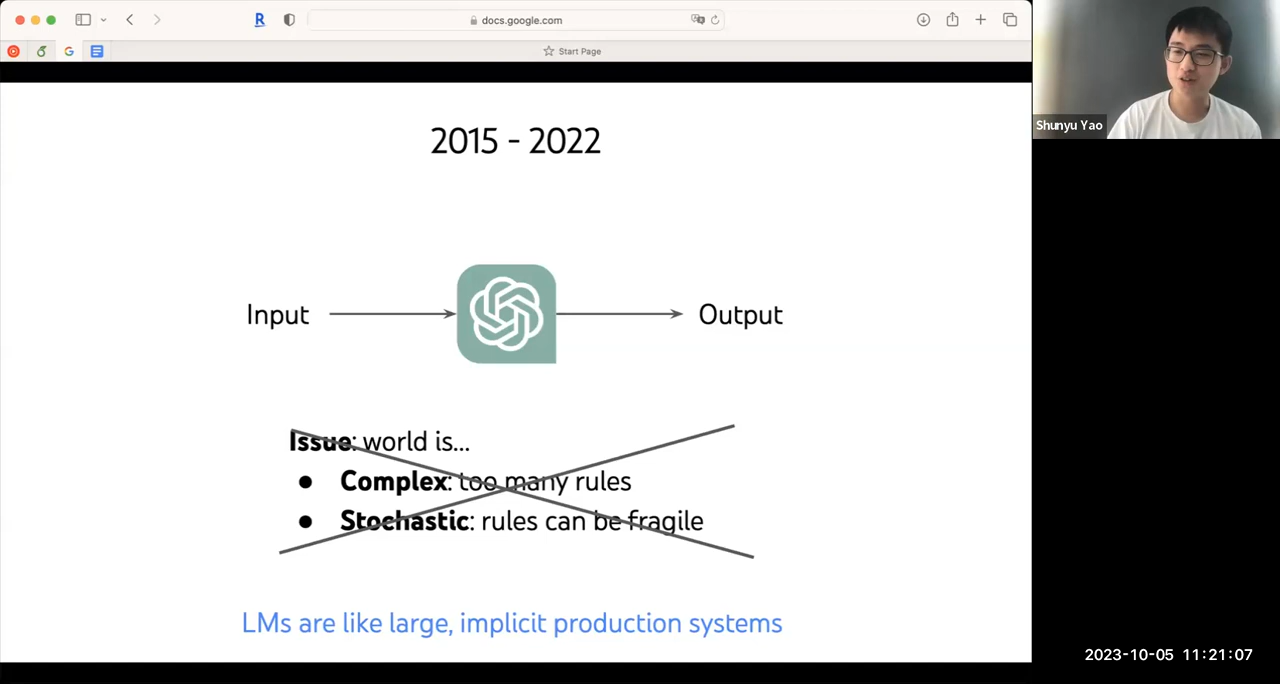 docs.google.com
Start Page
Shunyu Yao
2015 - 2022
Input
Output
Issue: world is...
● Complex: too many rules
● Stochastic: rules can be fragile
LMs are like large, implicit production systems
2023-10-05 11:21:07